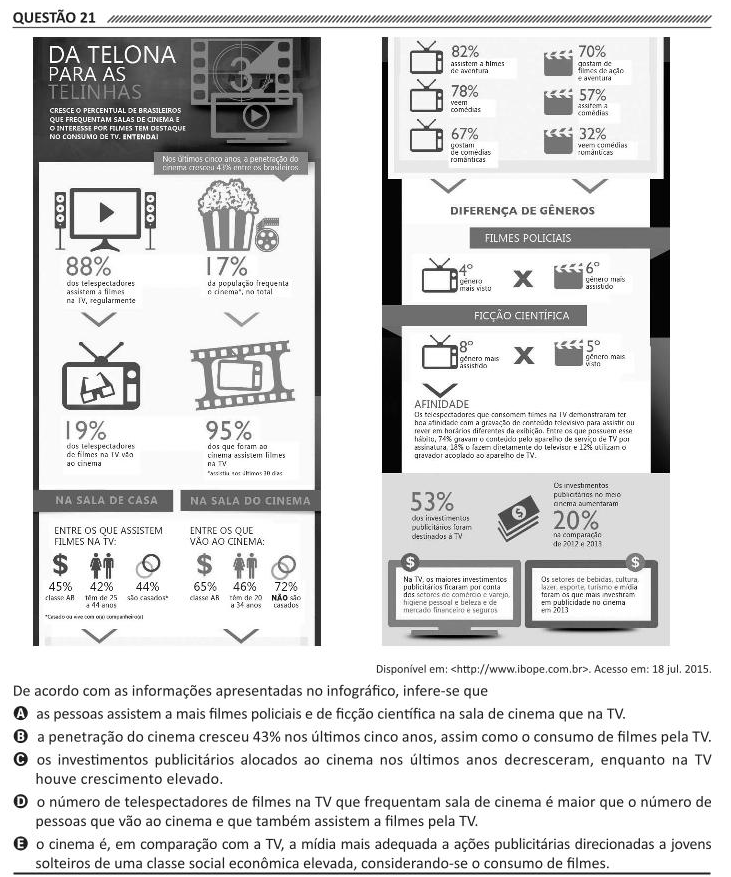 QUESTÃO 21
DA TELONA
PARA AS
TELINHAS
CRESCE O PERCENTUAL DE BRASILEIROS
QUE FREQUENTAM SALAS DE CINEMA E
O INTERESSE POR FILMES TEM DESTAQUE
NO CONSUMO DE TV. ENTENDA!
3
Nos últimos cinco anos, a penetração do
cinema cresceu 43% entre os brasileiros
88%
dos telespectadores
assistem a filmes
na TV, regularmente
17%
da população frequenta
o cinema*, no total
19%
dos telespectadores
de filmes na TV vão
ao cinema
95%
dos que foram ao
cinema assistem filmes
na TV
*assistiu nos últimos 30 dias
NA SALA DE CASA
NA SALA DO CINEMA
ENTRE OS QUE ASSISTEM
FILMES NA TV:
$
45%
classe AB
42%
têm de 25
a 44 anos
44%
são casados*
*Casado ou vive com o(a) companheiro(a)
ENTRE OS QUE
VÃO AO CINEMA:
$
65%
classe AB
46%
têm de 20
a 34 anos
72%
NÃO são
casados
82%
assistem a filmes
de aventura
70%
gostam de
filmes de ação
e aventura
78%
veem
comédias
57%
assitem a
comédias
67%
gostam
de comédias
românticas
32%
veem comédias
românticas
DIFERENÇA DE GÊNEROS
FILMES POLICIAIS
4º
gênero
mais visto
X
6º
gênero mais
assistido
FICÇÃO CIENTÍFICA
8º
gênero mais
assistido
X
5º
gênero mais
visto
AFINIDADE
Os telespectadores que consomem filmes na TV demonstraram ter
boa afinidade com a gravação de conteúdo televisivo para assistir ou
rever em horários diferentes da exibição. Entre os que possuem esse
hábito, 74% gravam o conteúdo pelo aparelho de serviço de TV por
assinatura, 18% o fazem diretamente do televisor e 12% utilizam o
gravador acoplado ao aparelho de TV.
53%
dos investimentos
publicitários foram
destinados à TV
$
Os investimentos
publicitários no meio
cinema aumentaram
20%
na comparação
de 2012 e 2013
$
Na TV, os maiores investimentos
publicitários ficaram por conta
dos setores de comércio e varejo,
higiene pessoal e beleza e de
mercado financeiro e seguros
$
Os setores de bebidas, cultura,
lazer, esporte, turismo e mídia
foram os que mais investiram
em publicidade no cinema
em 2013
Disponível em: <http://www.ibope.com.br>. Acesso em: 18 jul. 2015.
De acordo com as informações apresentadas no infográfico, infere-se que
A as pessoas assistem a mais filmes policiais e de ficção científica na sala de cinema que na TV.
B a penetração do cinema cresceu 43% nos últimos cinco anos, assim como o consumo de filmes pela TV.
C os investimentos publicitários alocados ao cinema nos últimos anos decresceram, enquanto na TV
houve crescimento elevado.
D o número de telespectadores de filmes na TV que frequentam sala de cinema é maior que o número de
pessoas que vão ao cinema e que também assistem a filmes pela TV.
E o cinema é, em comparação com a TV, a mídia mais adequada a ações publicitárias direcionadas a jovens
solteiros de uma classe social econômica elevada, considerando-se o consumo de filmes.